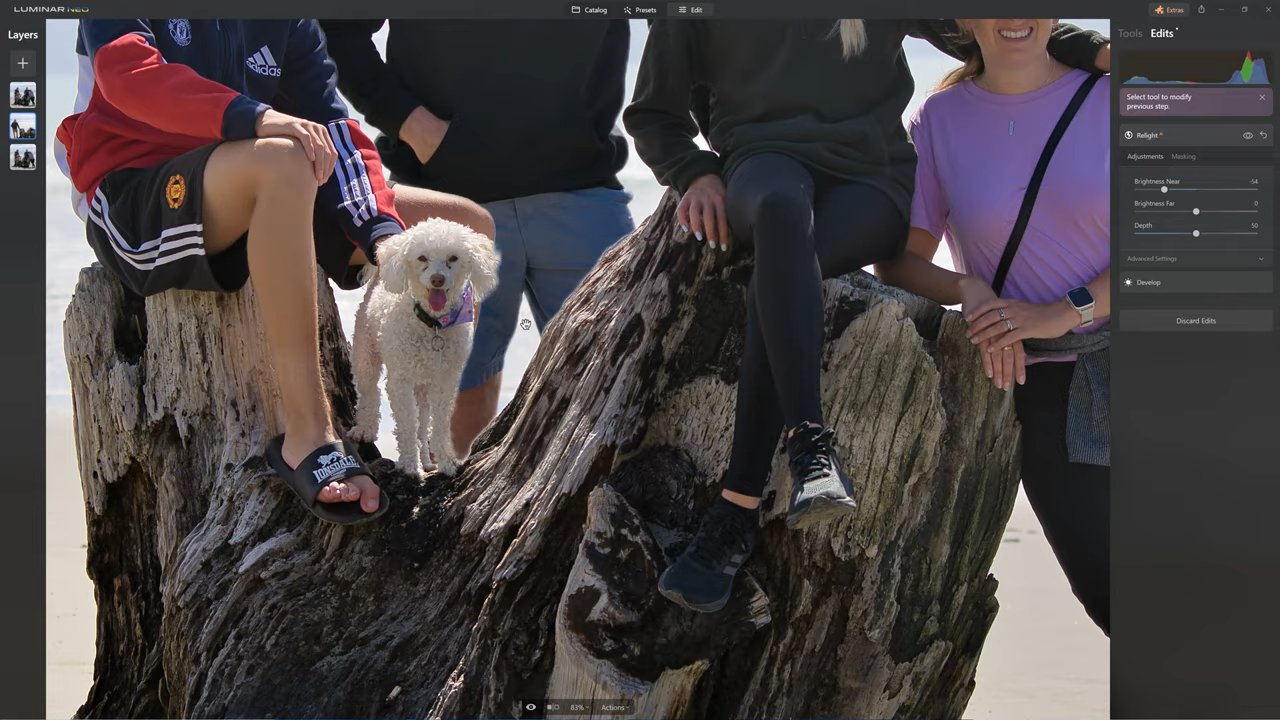 LUMINAR NEO
Catalog
Presets
Edit
Extras
Layers
Tools
Edits
Select tool to modify
previous step.
Relight AI
Adjustments
Masking
Brightness Near
-54
Brightness Far
0
Depth
50
Advanced Settings
Develop
Discard Edits
adidas
LONSDALE
83%
Actions